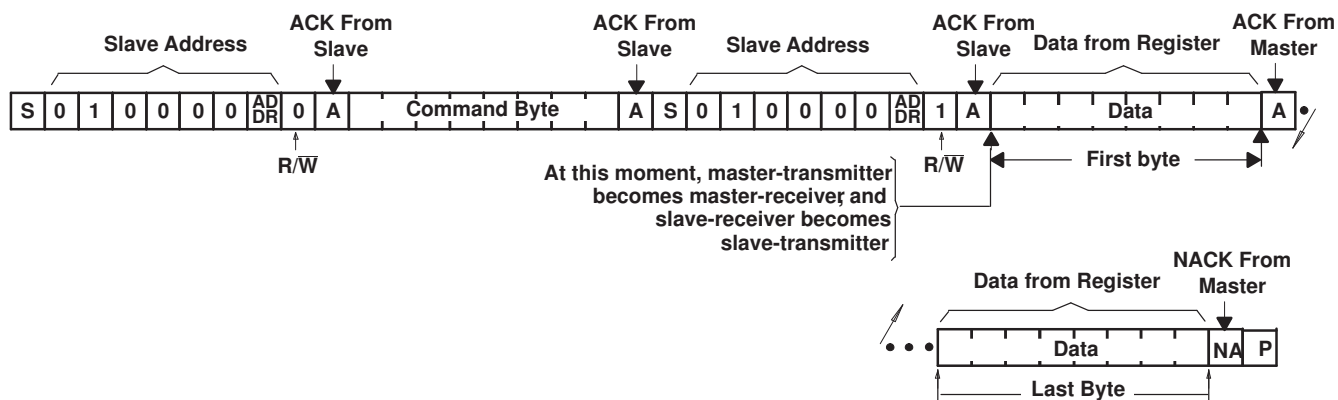 ACK From Slave
ACK From Slave
ACK From Slave
ACK From Master
Slave Address
Slave Address
Data from Register
S 0 1 0 0 0 0 AD DR 0 A Command Byte A S 0 1 0 0 0 0 AD DR 1 A Data A
R/W̅
R/W̅
First byte
At this moment, master-transmitter
becomes master-receiver, and
slave-receiver becomes
slave-transmitter
NACK From
Master
Data from Register
Data NA P
Last Byte